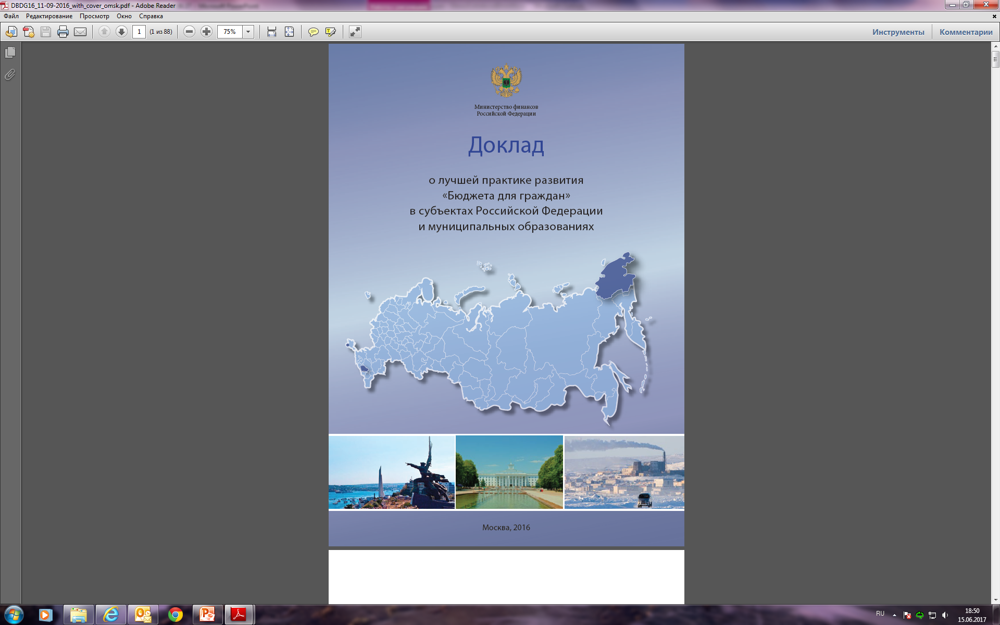 DBDG16_11-09-2016_with_cover_omsk.pdf - Adobe Reader
Файл Редактирование Просмотр Окно Справка
1 (1 из 88) 75% Инструменты Комментарии
Министерство финансов
Российской Федерации
Доклад
о лучшей практике развития
«Бюджета для граждан»
в субъектах Российской Федерации
и муниципальных образованиях
Москва, 2016
RU
18:50
15.06.2017